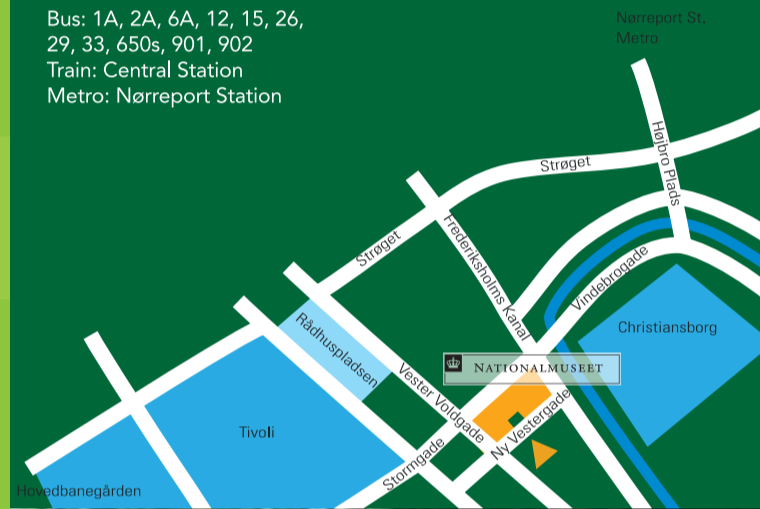 Bus: 1A, 2A, 6A, 12, 15, 26,
29, 33, 650s, 901, 902
Train: Central Station
Metro: Nørreport Station
Nørreport St.
Metro
Højbro Plads
Strøget
Strøget
Frederiksholms Kanal
Vindebrogade
Christiansborg
Rådhuspladsen
NATIONALMUSEET
Vester Voldgade
Ny Vestergade
Stormgade
Tivoli
Hovedbanegården